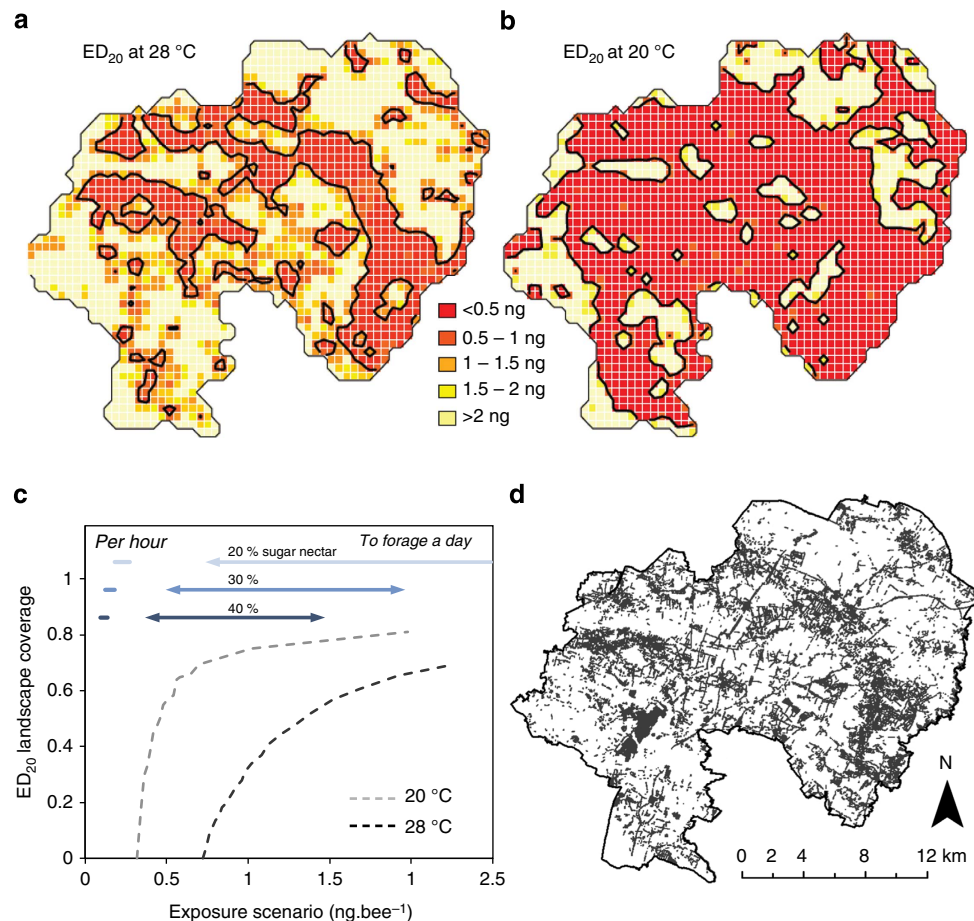 a
b
ED20 at 28 °C
ED20 at 20 °C
<0.5 ng
0.5 – 1 ng
1 – 1.5 ng
1.5 – 2 ng
>2 ng
c
d
Per hour
To forage a day
20 % sugar nectar
30 %
40 %
1
0.8
0.6
0.4
0.2
0
ED20 landscape coverage
20 °C
28 °C
0
0.5
1
1.5
1
2.5
Exposure scenario (ng.bee−1)
N
0 2 4 8 12 km